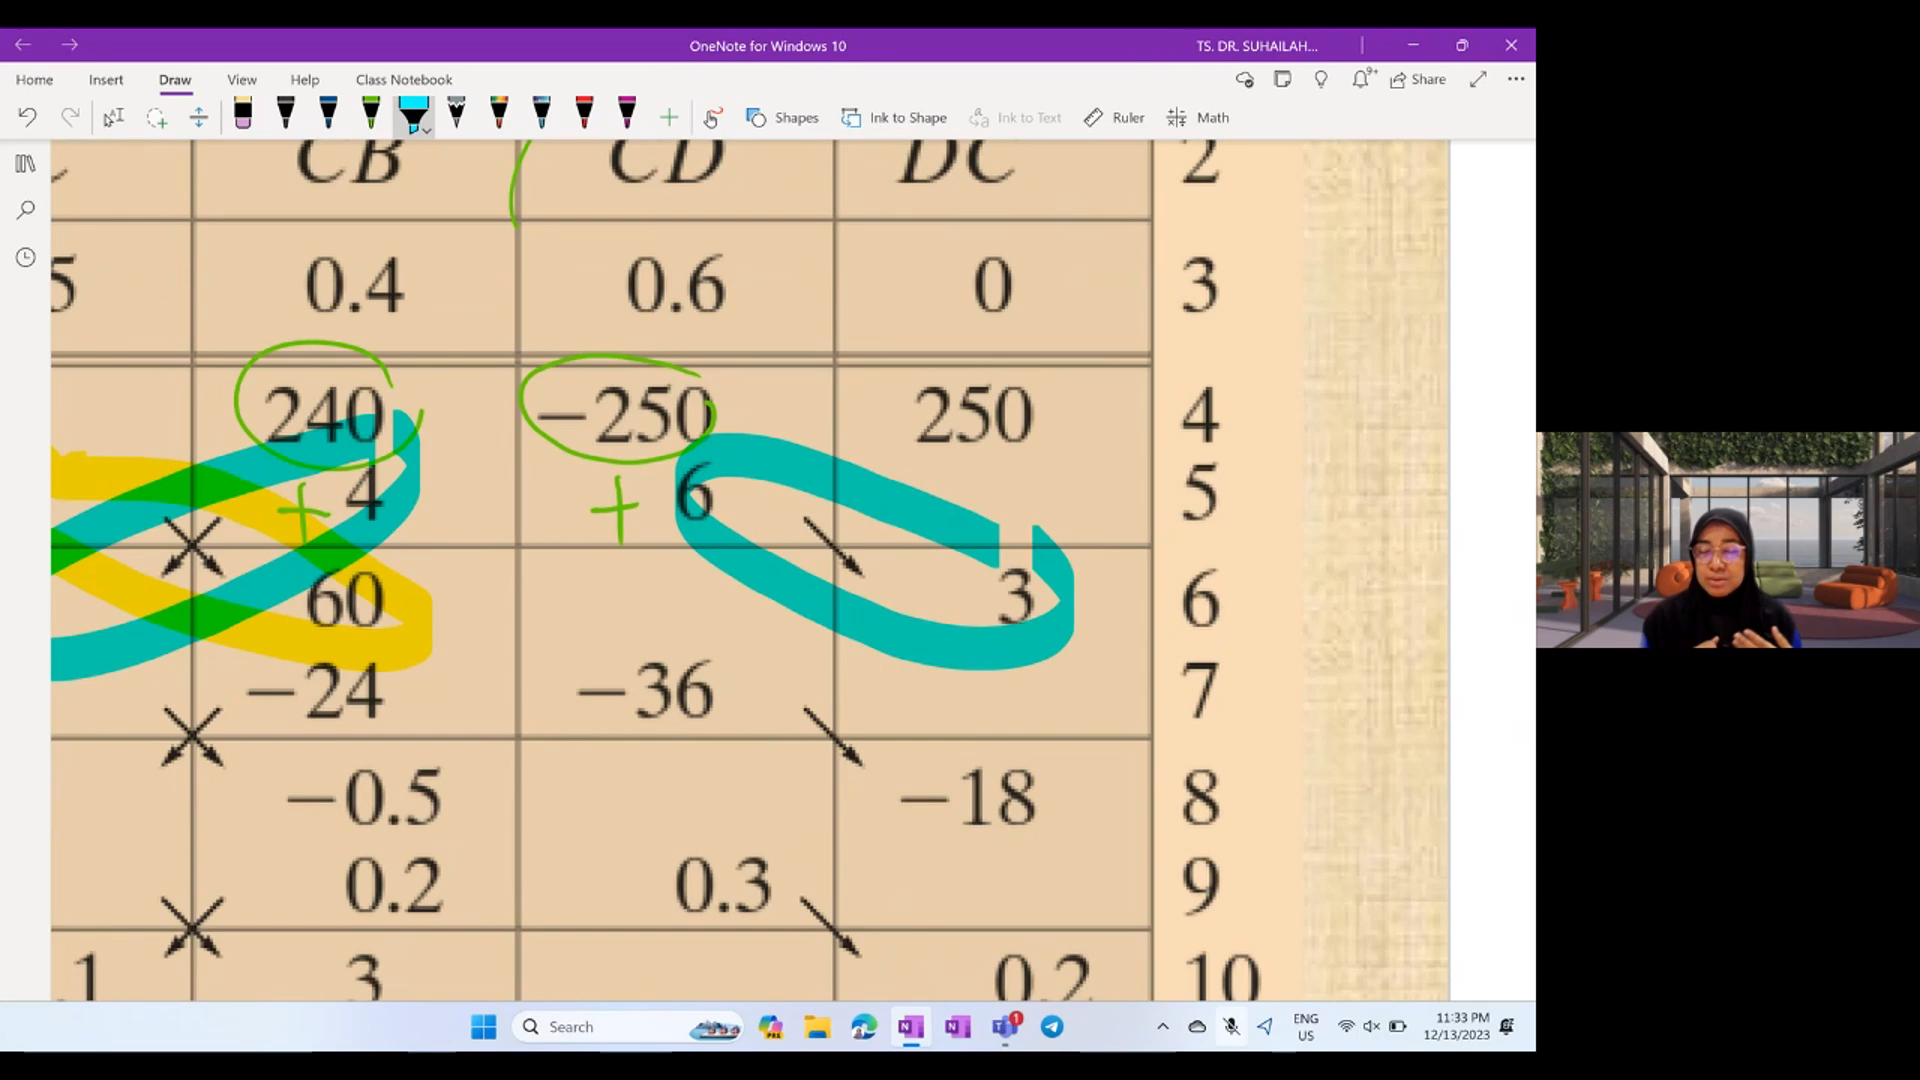 OneNote for Windows 10
TS. DR. SUHAILAH...
Home Insert Draw View Help Class Notebook
9+ Share
Shapes Ink to Shape Ink to Text Ruler Math
CB CD DC 2
5 0.4 0.6 0 3
240 −250 250 4
+ 4 + 6 5
60 3 6
−24 −36 7
−0.5 −18 8
0.2 0.3 9
.1 3 0.2 10
Search
PRE
1
ENG
US
11:33 PM
12/13/2023